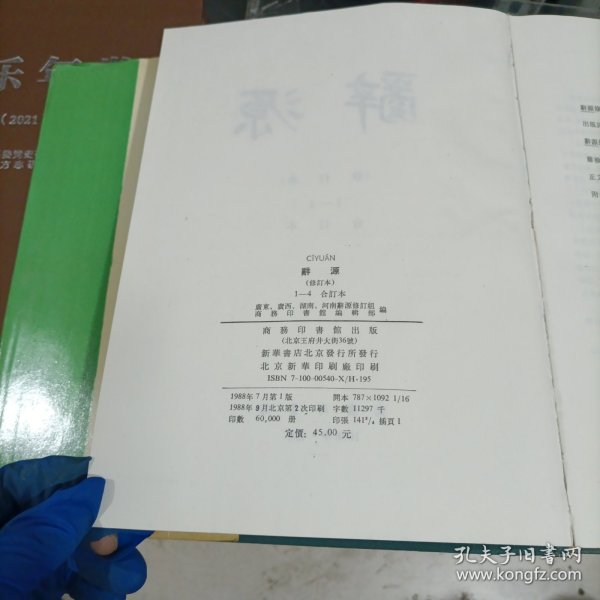 CÍYUÁN
辭源
(修訂本)
1—4 合訂本
廣東、廣西、湖南、河南辭源修訂組
商務印書館編輯部
編
商務印書館出版
(北京王府井大街36號)
新華書店北京發行所發行
北京新華印刷廠印刷
ISBN 7-100-00540-X/H·195
1988年7月第1版 開本 787×1092 1/16
1988年9月北京第2次印刷 字數 11297 千
印數 60,000 册 印張 141³/₈ 插頁 1
定價: 45.00 元
(2021
出版
孔夫子旧书网
www.kongfz.com